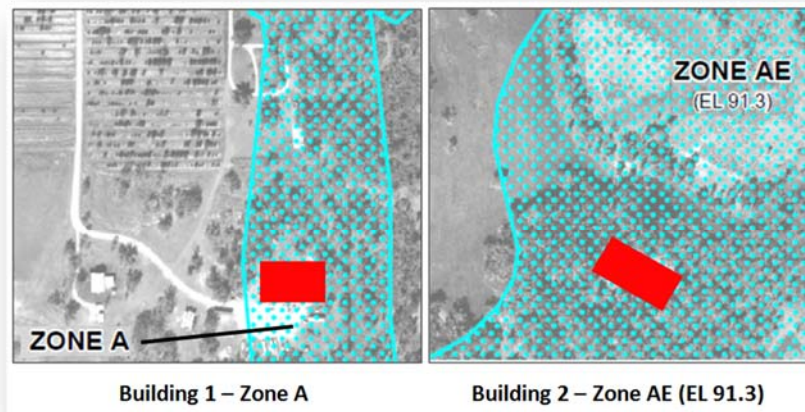 ZONE A
ZONE AE
(EL 91.3)
Building 1 – Zone A
Building 2 – Zone AE (EL 91.3)